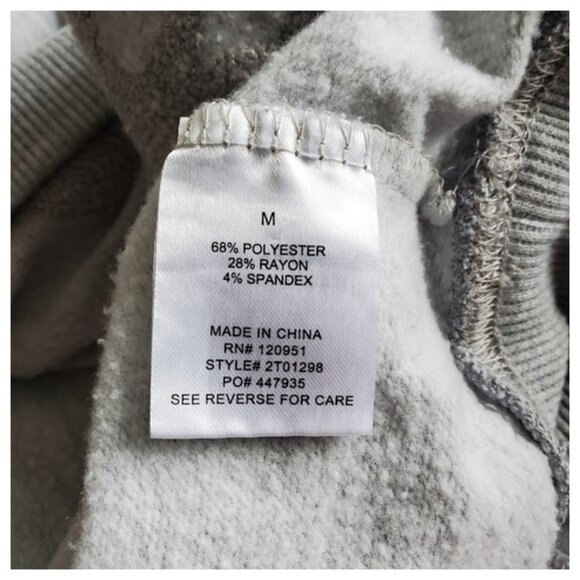 M
68% POLYESTER
28% RAYON
4% SPANDEX
MADE IN CHINA
RN# 120951
STYLE# 2T01298
PO# 447935
SEE REVERSE FOR CARE